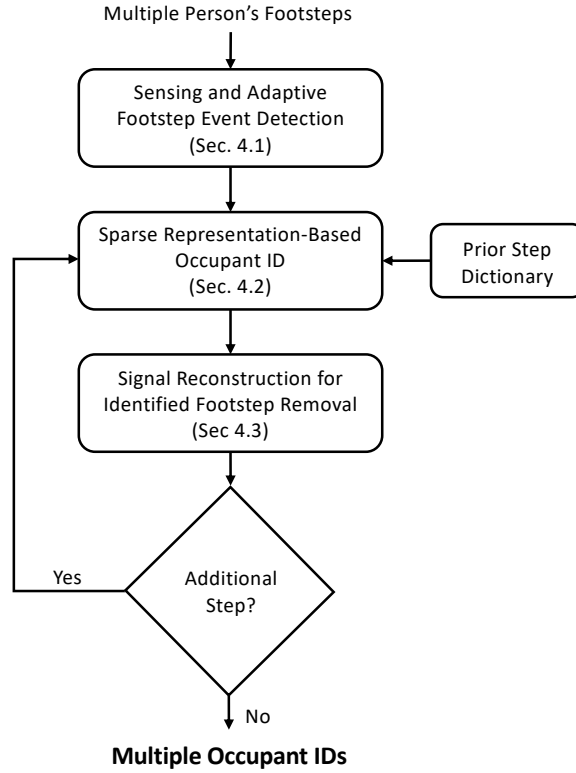 Multiple Person's Footsteps
Sensing and Adaptive
Footstep Event Detection
(Sec. 4.1)
Sparse Representation-Based
Occupant ID
(Sec. 4.2)
Prior Step
Dictionary
Signal Reconstruction for
Identified Footstep Removal
(Sec 4.3)
Additional
Step?
Yes
No
Multiple Occupant IDs